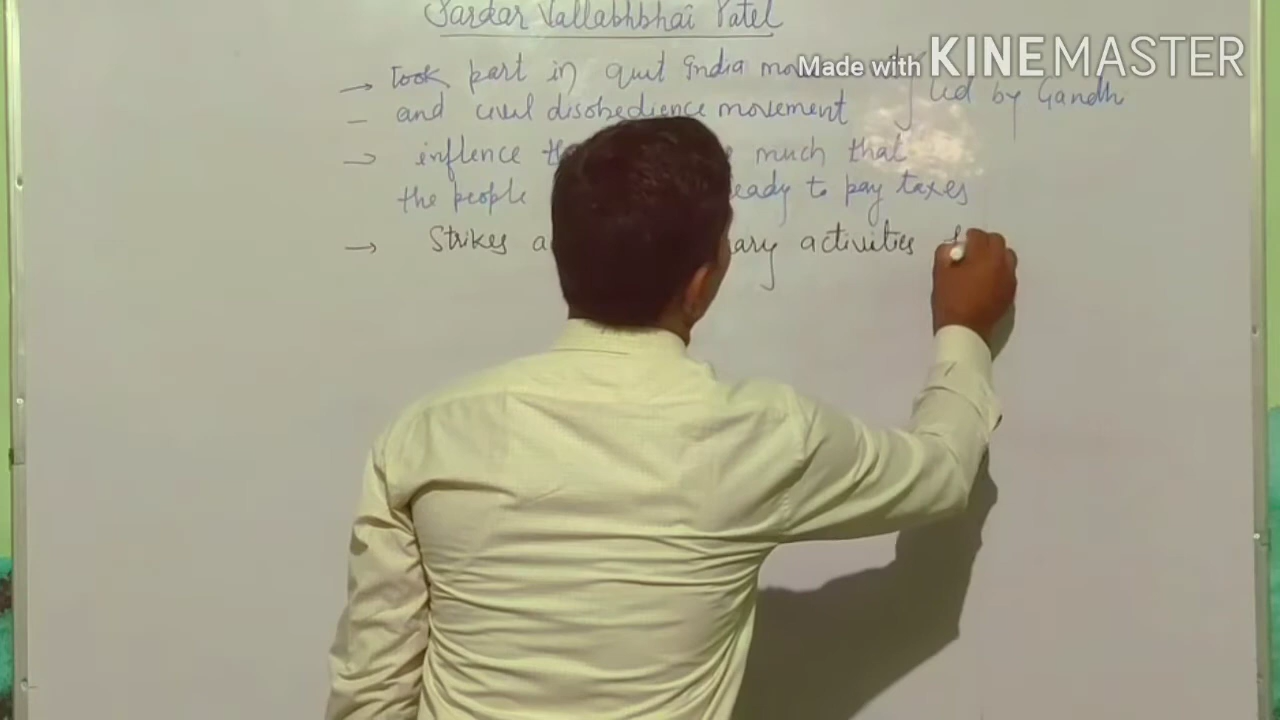 Sardar Vallabhbhai Patel
Made with KINEMASTER
→ Took part in quit India
led by Gandh
– and civil disobedience movement
→ inflence much that
the people ready to pay taxes
→ Strikes activities